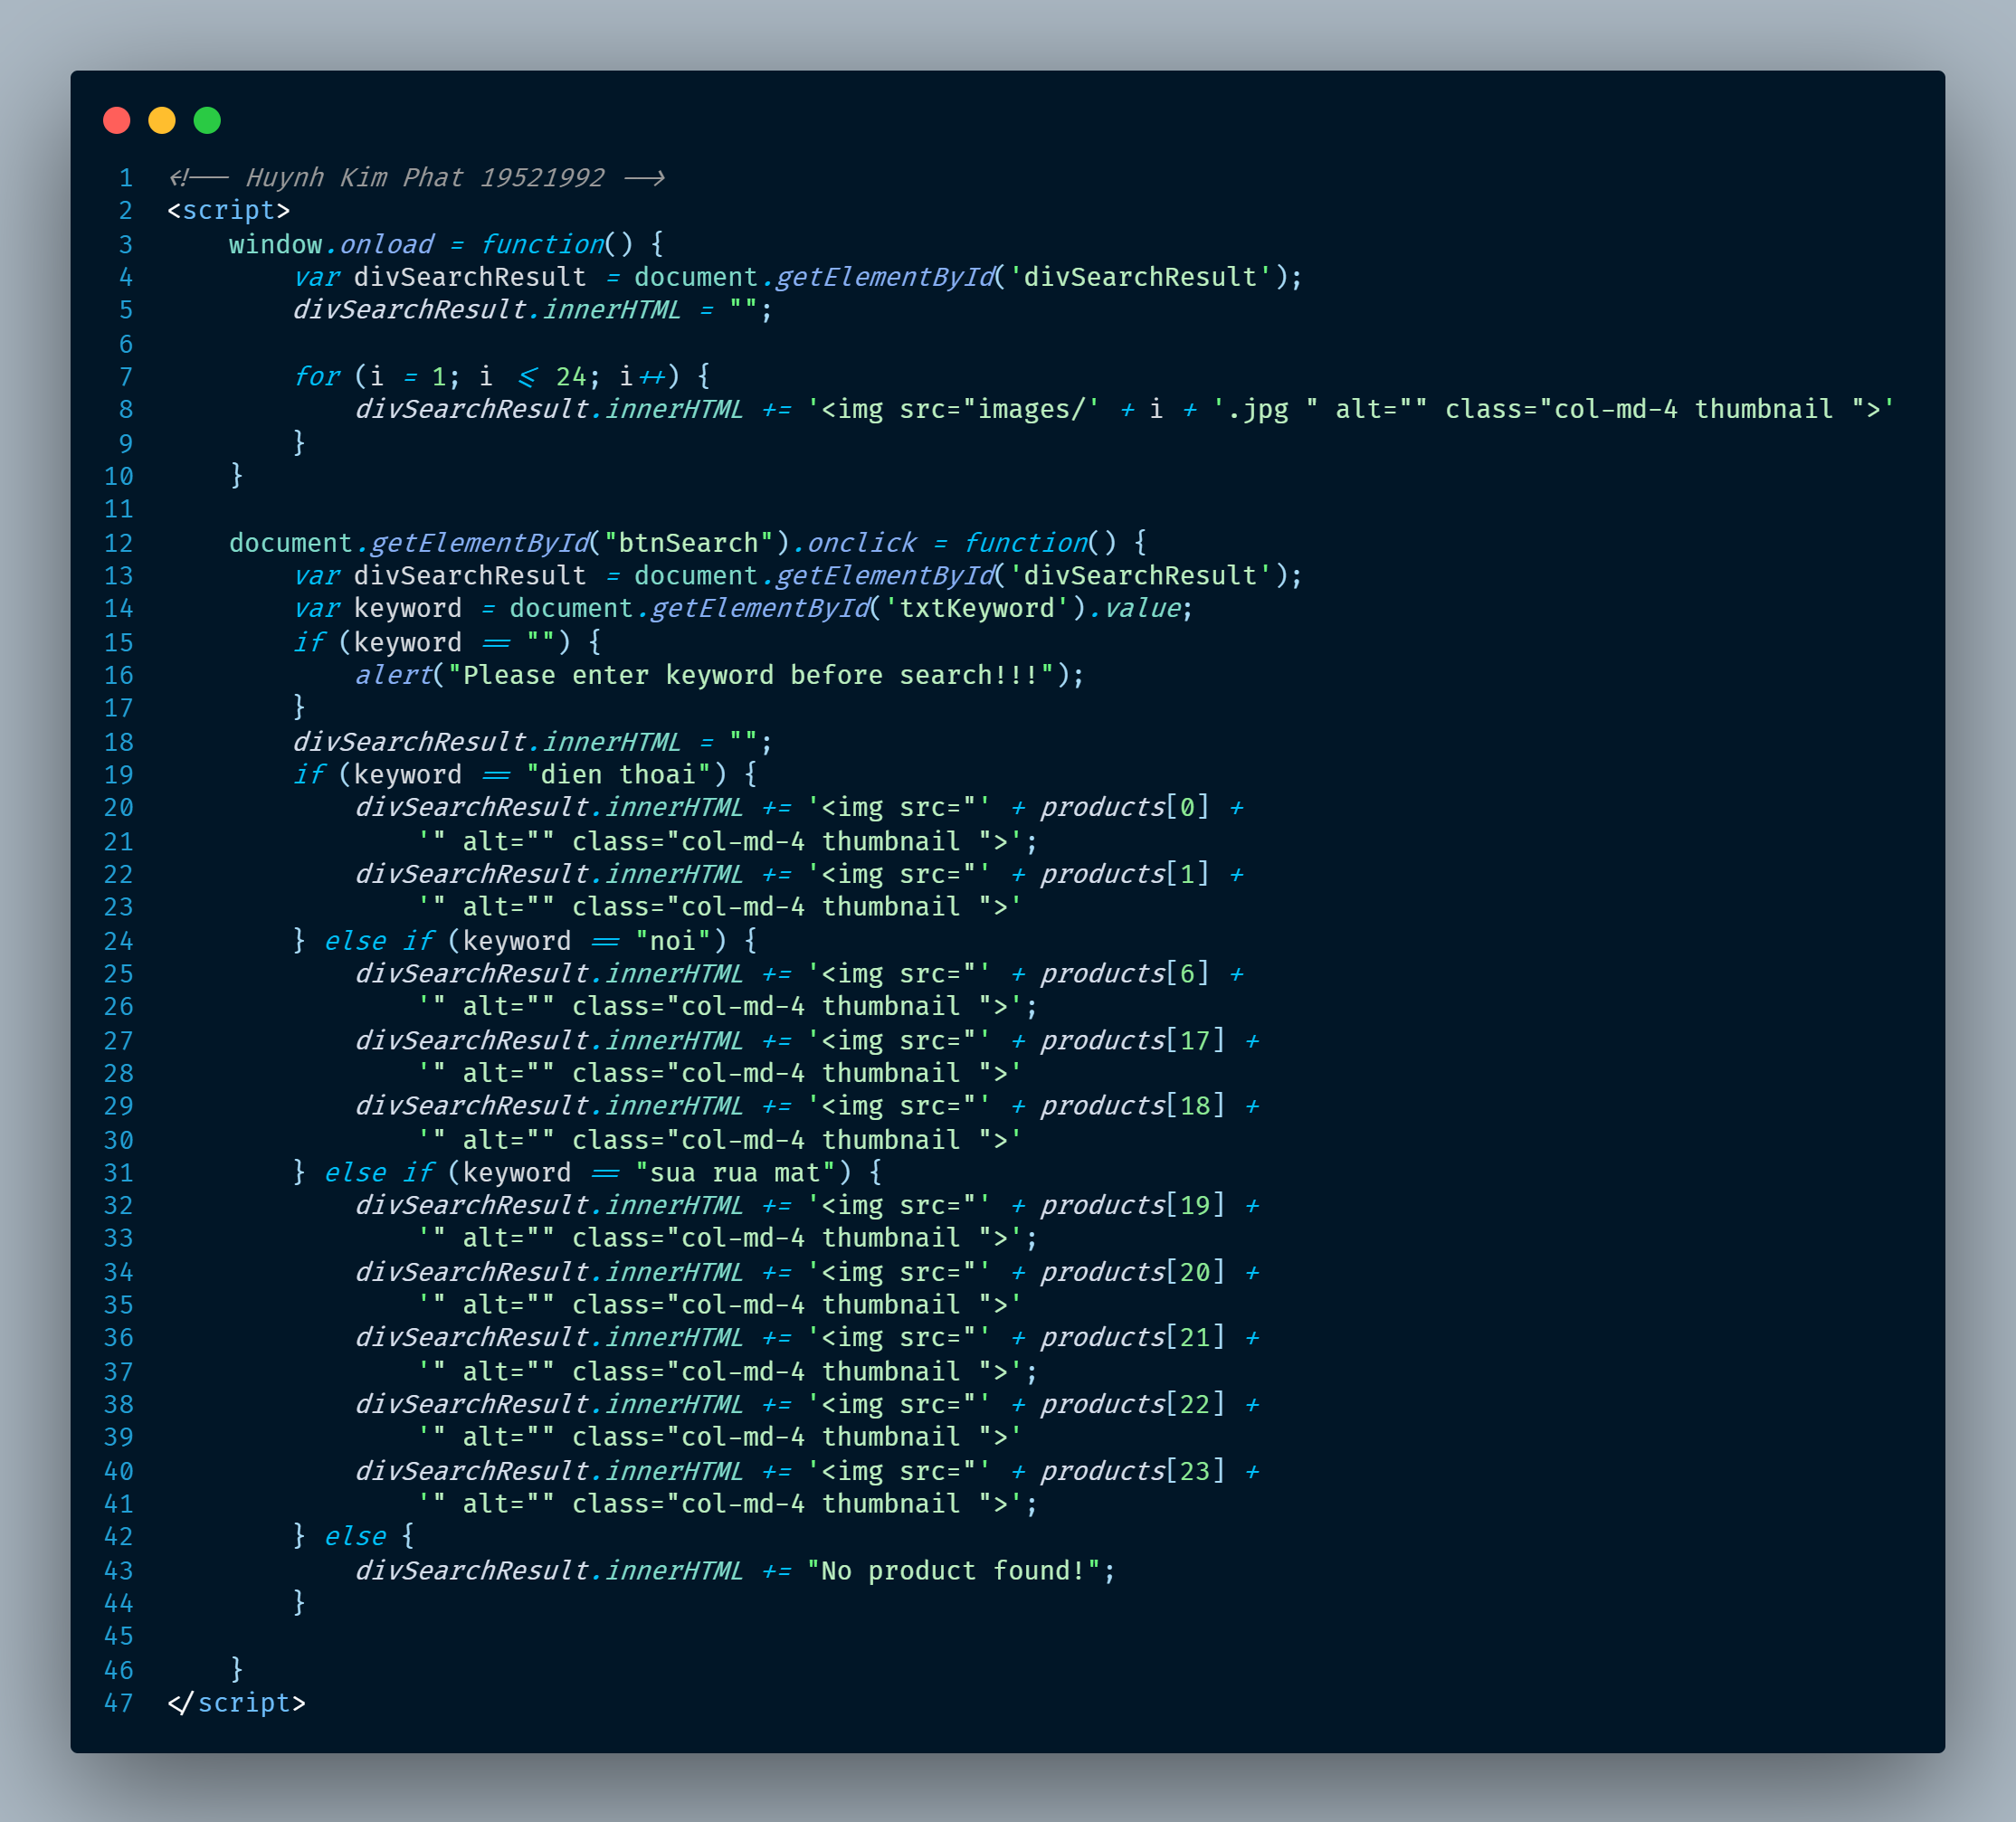 1 <!-- Huynh Kim Phat 19521992 -->
2 <script>
3     window.onload = function() {
4         var divSearchResult = document.getElementById('divSearchResult');
5         divSearchResult.innerHTML = "";
6
7         for (i = 1; i <= 24; i++) {
8             divSearchResult.innerHTML += '<img src="images/' + i + '.jpg " alt="" class="col-md-4 thumbnail ">'
9         }
10     }
11
12     document.getElementById("btnSearch").onclick = function() {
13         var divSearchResult = document.getElementById('divSearchResult');
14         var keyword = document.getElementById('txtKeyword').value;
15         if (keyword == "") {
16             alert("Please enter keyword before search!!!");
17         }
18         divSearchResult.innerHTML = "";
19         if (keyword == "dien thoai") {
20             divSearchResult.innerHTML += '<img src="' + products[0] +
21                 '" alt="" class="col-md-4 thumbnail ">';
22             divSearchResult.innerHTML += '<img src="' + products[1] +
23                 '" alt="" class="col-md-4 thumbnail ">'
24         } else if (keyword == "noi") {
25             divSearchResult.innerHTML += '<img src="' + products[6] +
26                 '" alt="" class="col-md-4 thumbnail ">';
27             divSearchResult.innerHTML += '<img src="' + products[17] +
28                 '" alt="" class="col-md-4 thumbnail ">'
29             divSearchResult.innerHTML += '<img src="' + products[18] +
30                 '" alt="" class="col-md-4 thumbnail ">'
31         } else if (keyword == "sua rua mat") {
32             divSearchResult.innerHTML += '<img src="' + products[19] +
33                 '" alt="" class="col-md-4 thumbnail ">';
34             divSearchResult.innerHTML += '<img src="' + products[20] +
35                 '" alt="" class="col-md-4 thumbnail ">'
36             divSearchResult.innerHTML += '<img src="' + products[21] +
37                 '" alt="" class="col-md-4 thumbnail ">';
38             divSearchResult.innerHTML += '<img src="' + products[22] +
39                 '" alt="" class="col-md-4 thumbnail ">'
40             divSearchResult.innerHTML += '<img src="' + products[23] +
41                 '" alt="" class="col-md-4 thumbnail ">';
42         } else {
43             divSearchResult.innerHTML += "No product found!";
44         }
45
46     }
47 </script>